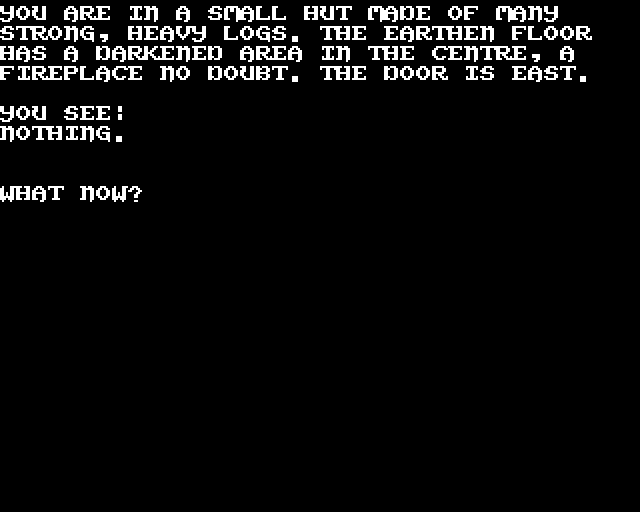 YOU ARE IN A SMALL HUT MADE OF MANY
STRONG, HEAVY LOGS. THE EARTHEN FLOOR
HAS A DARKENED AREA IN THE CENTRE, A
FIREPLACE NO DOUBT. THE DOOR IS EAST.
YOU SEE:
NOTHING.
WHAT NOW?